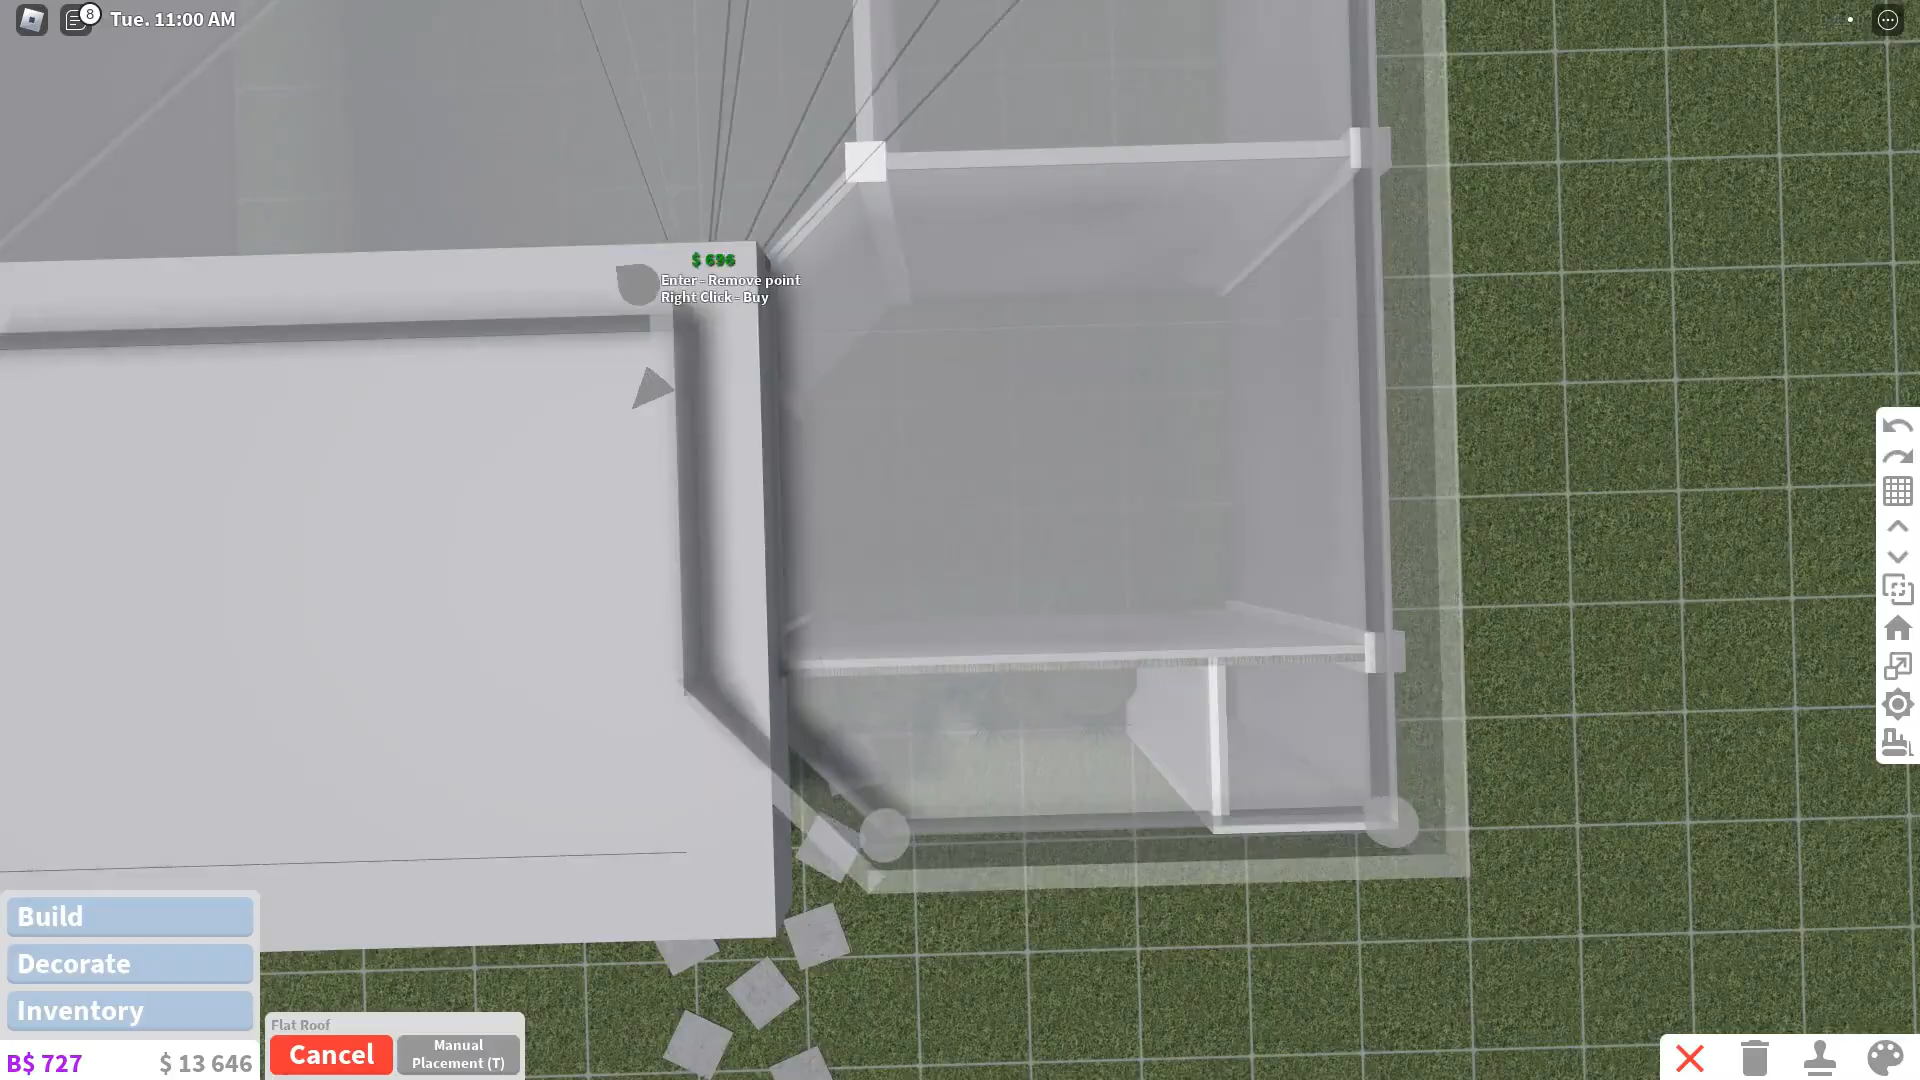 8
Tue. 11:00 AM
$ 696
Enter - Remove point
Right Click - Buy
Build
Decorate
Inventory
B$ 727
$ 13 646
Flat Roof
Cancel
Manual
Placement (T)